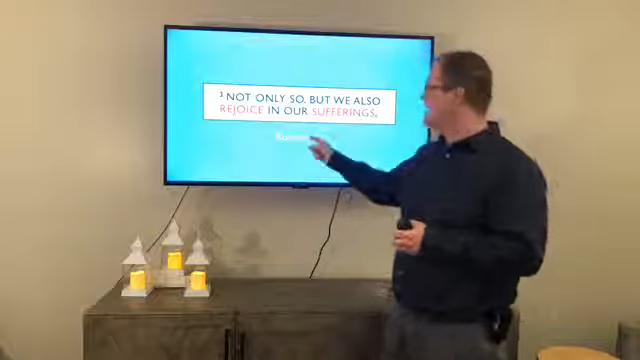 ³ NOT ONLY SO, BUT WE ALSO
REJOICE IN OUR SUFFERINGS,